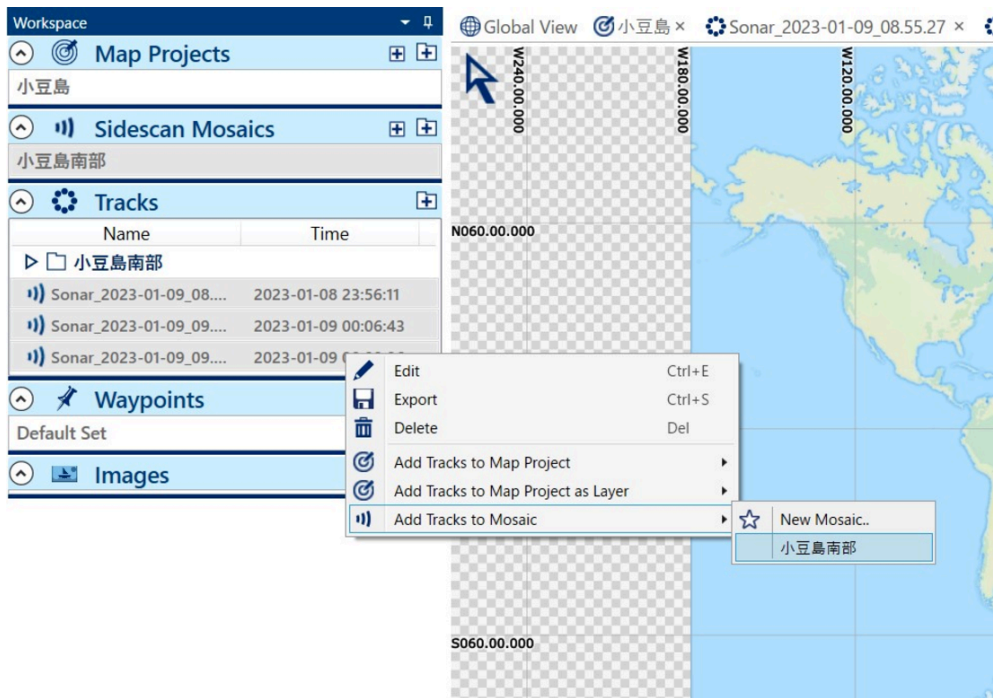 Workspace
Map Projects
小豆島
Sidescan Mosaics
小豆島南部
Tracks
Name Time
小豆島南部
Sonar_2023-01-09_08.... 2023-01-08 23:56:11
Sonar_2023-01-09_09.... 2023-01-09 00:06:43
Sonar_2023-01-09_09.... 2023-01-09
Waypoints
Default Set
Images
Edit Ctrl+E
Export Ctrl+S
Delete Del
Add Tracks to Map Project
Add Tracks to Map Project as Layer
Add Tracks to Mosaic
New Mosaic..
小豆島南部
Global View 小豆島 × Sonar_2023-01-09_08.55.27 ×
W240.00.000
W180.00.000
W120.00.000
N060.00.000
S060.00.000